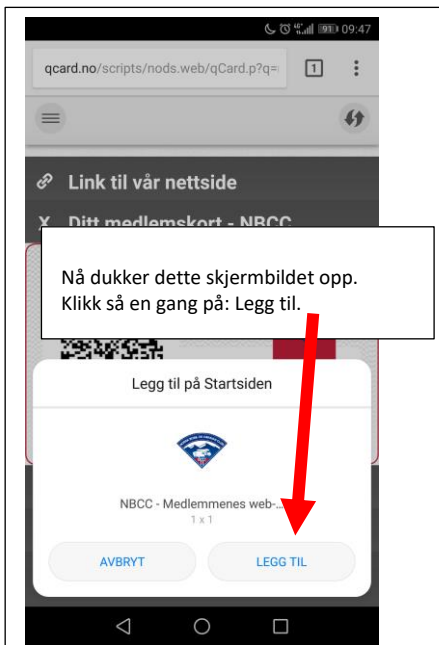 91 09:47
qcard.no/scripts/nods.web/qCard.p?q=
1
Link til vår nettside
X Ditt medlemskort - NBCC
Nå dukker dette skjermbildet opp.
Klikk så en gang på: Legg til.
Legg til på Startsiden
NBCC - Medlemmenes web-...
1 x 1
AVBRYT LEGG TIL